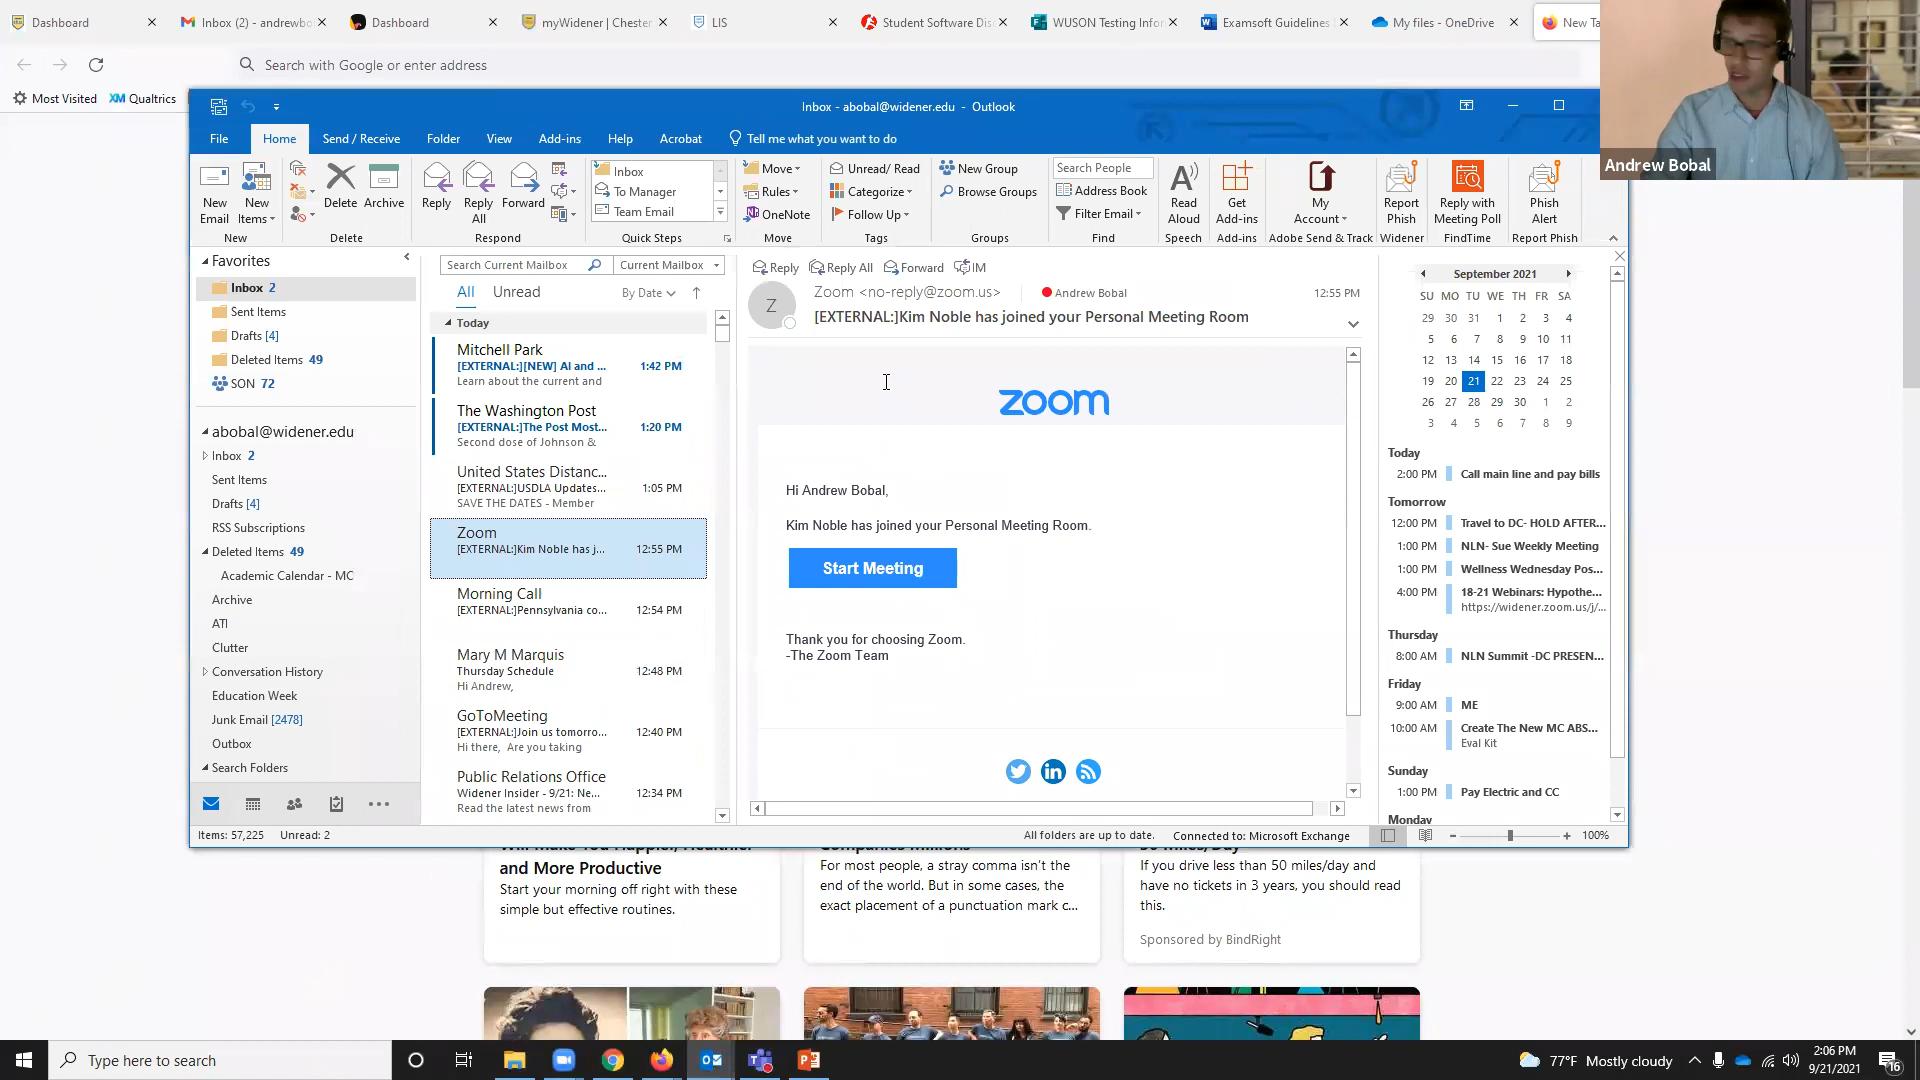 Dashboard
Inbox (2) - andrewbo
Dashboard
myWidener | Chester
LIS
Student Software Dis
WUSON Testing Infor
Examsoft Guidelines
My files - OneDrive
New Ta
Search with Google or enter address
Most Visited
XM Qualtrics
Andrew Bobal
Inbox - abobal@widener.edu - Outlook
File
Home
Send / Receive
Folder
View
Add-ins
Help
Acrobat
Tell me what you want to do
New Email
New Items
New
Delete
Archive
Delete
Reply
Reply All
Forward
Respond
Inbox
To Manager
Team Email
Quick Steps
Move
Rules
OneNote
Move
Unread/ Read
Categorize
Follow Up
Tags
New Group
Browse Groups
Groups
Search People
Address Book
Filter Email
Find
Read Aloud
Speech
Get Add-ins
Add-ins
My Account
Adobe Send & Track
Report Phish
Widener
Reply with Meeting Poll
FindTime
Phish Alert
Report Phish
Favorites
Inbox 2
Sent Items
Drafts [4]
Deleted Items 49
SON 72
abobal@widener.edu
Inbox 2
Sent Items
Drafts [4]
RSS Subscriptions
Deleted Items 49
Academic Calendar - MC
Archive
ATI
Clutter
Conversation History
Education Week
Junk Email [2478]
Outbox
Search Folders
Search Current Mailbox
Current Mailbox
All
Unread
By Date
Today
Mitchell Park
[EXTERNAL:][NEW] AI and ... 1:42 PM
Learn about the current and
The Washington Post
[EXTERNAL:]The Post Most... 1:20 PM
Second dose of Johnson &
United States Distanc...
[EXTERNAL:]USDLA Updates... 1:05 PM
SAVE THE DATES - Member
Zoom
[EXTERNAL:]Kim Noble has j... 12:55 PM
Morning Call
[EXTERNAL:]Pennsylvania co... 12:54 PM
Mary M Marquis
Thursday Schedule 12:48 PM
Hi Andrew,
GoToMeeting
[EXTERNAL:]Join us tomorro... 12:40 PM
Hi there, Are you taking
Public Relations Office
Widener Insider - 9/21: Ne... 12:34 PM
Read the latest news from
Reply
Reply All
Forward
IM
Z
Zoom <no-reply@zoom.us>
Andrew Bobal
12:55 PM
[EXTERNAL:]Kim Noble has joined your Personal Meeting Room
zoom
Hi Andrew Bobal,
Kim Noble has joined your Personal Meeting Room.
Start Meeting
Thank you for choosing Zoom.
-The Zoom Team
in
September 2021
SU MO TU WE TH FR SA
29 30 31 1 2 3 4
5 6 7 8 9 10 11
12 13 14 15 16 17 18
19 20 21 22 23 24 25
26 27 28 29 30 1 2
3 4 5 6 7 8 9
Today
2:00 PM Call main line and pay bills
Tomorrow
12:00 PM Travel to DC- HOLD AFTER...
1:00 PM NLN- Sue Weekly Meeting
1:00 PM Wellness Wednesday Pos...
4:00 PM 18-21 Webinars: Hypothe...
https://widener.zoom.us/j/...
Thursday
8:00 AM NLN Summit -DC PRESEN...
Friday
9:00 AM ME
10:00 AM Create The New MC ABS...
Eval Kit
Sunday
1:00 PM Pay Electric and CC
Monday
Items: 57,225
Unread: 2
All folders are up to date.
Connected to: Microsoft Exchange
100%
Will Make You Happier, Healthier
and More Productive
Start your morning off right with these
simple but effective routines.
Companies Millions
For most people, a stray comma isn't the
end of the world. But in some cases, the
exact placement of a punctuation mark c...
50 Miles/Day
If you drive less than 50 miles/day and
have no tickets in 3 years, you should read
this.
Sponsored by BindRight
Type here to search
77°F Mostly cloudy
2:06 PM
9/21/2021
16